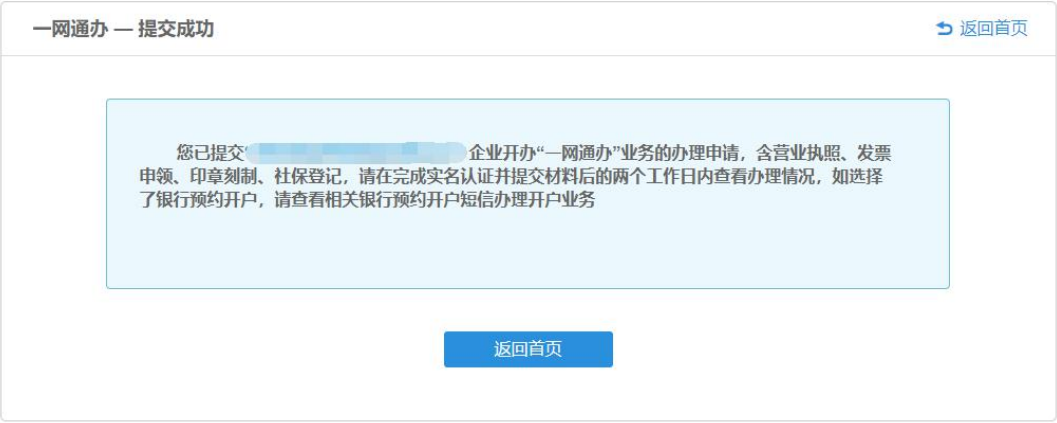 一网通办 — 提交成功
返回首页
您已提交“企业开办“一网通办”业务的办理申请，含营业执照、发票
申领、印章刻制、社保登记，请在完成实名认证并提交材料后的两个工作日内查看办理情况，如选择
了银行预约开户，请查看相关银行预约开户短信办理开户业务
返回首页